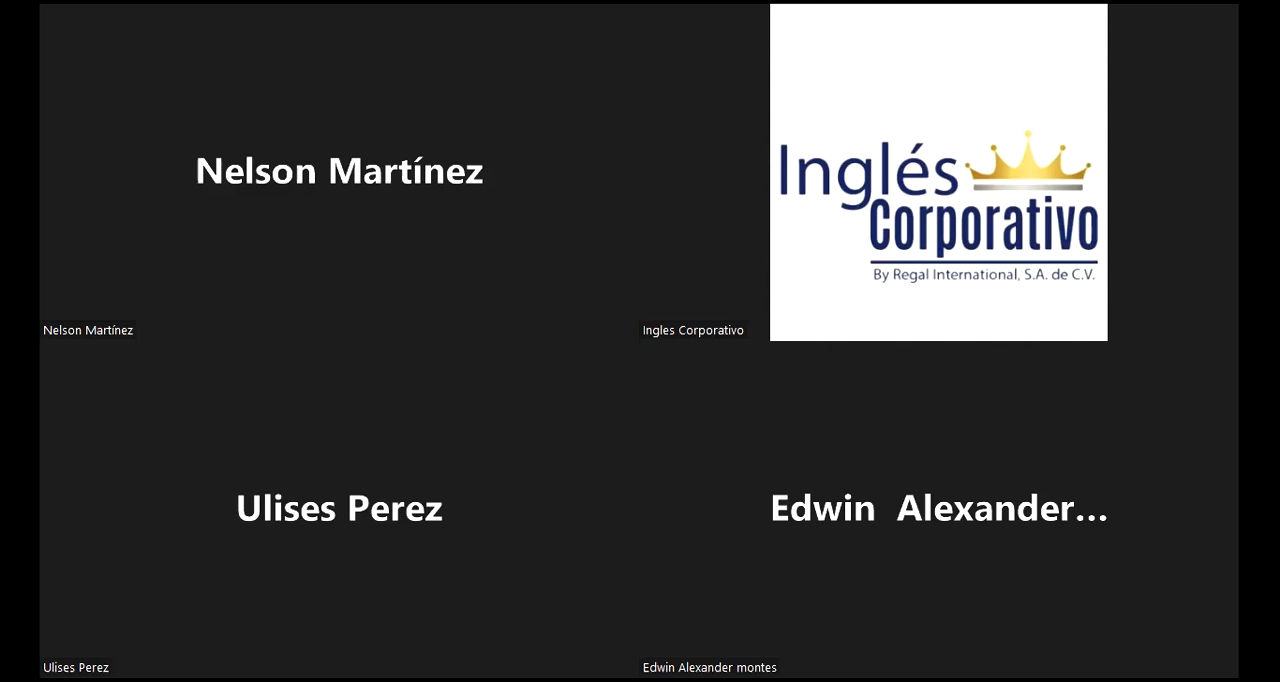 Nelson Martínez
Nelson Martínez
Inglés
Corporativo
By Regal International, S.A. de C.V.
Ingles Corporativo
Ulises Perez
Ulises Perez
Edwin  Alexander...
Edwin Alexander montes